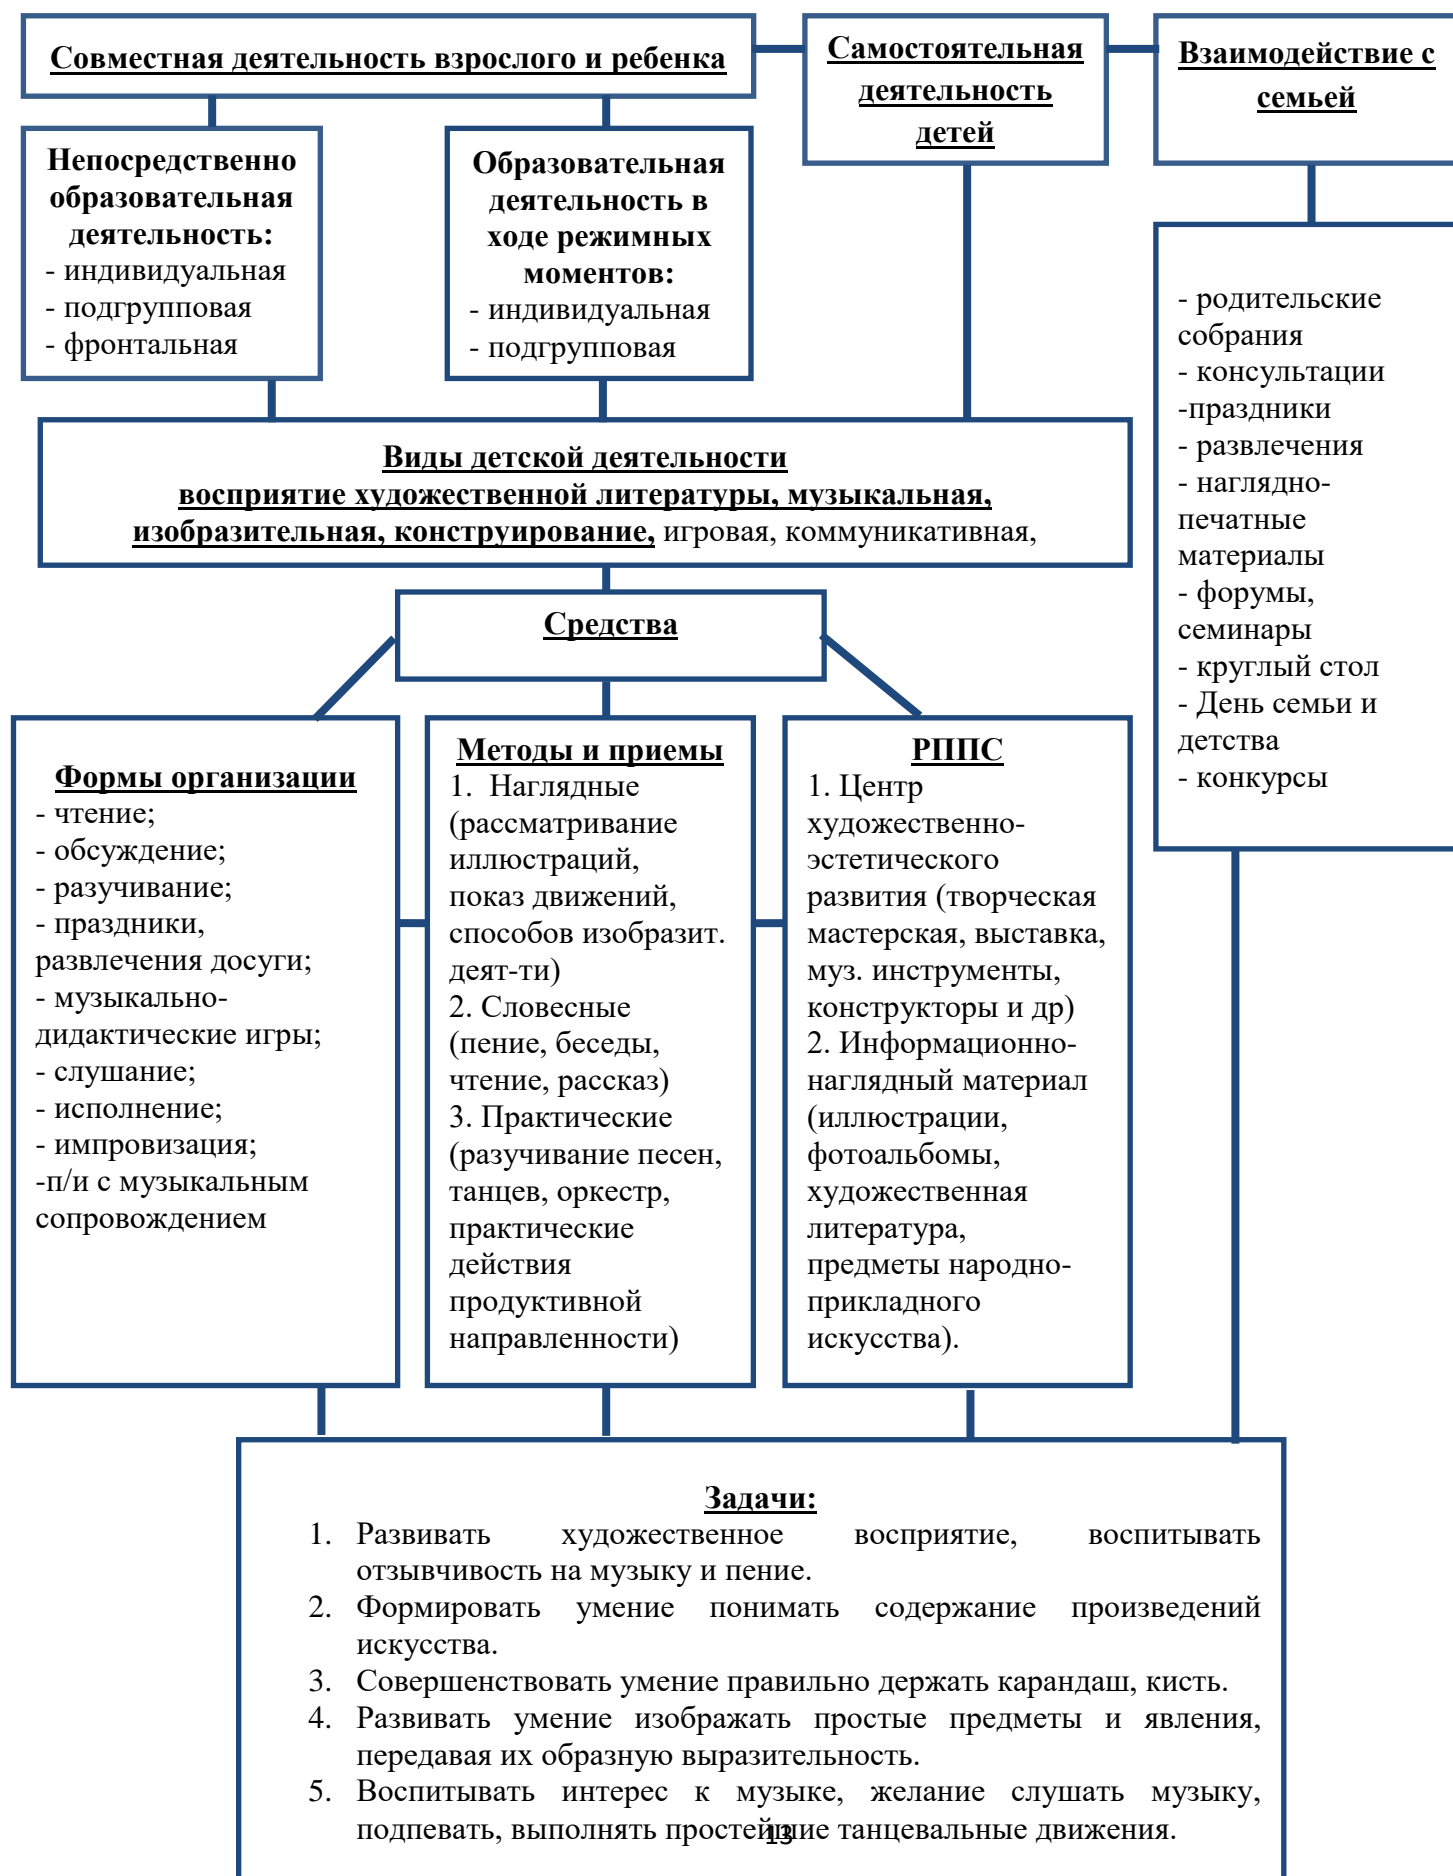 Совместная деятельность взрослого и ребенка
Самостоятельная
деятельность
детей
Взаимодействие с
семьей
Непосредственно
образовательная
деятельность:
- индивидуальная
- подгрупповая
- фронтальная
Образовательная
деятельность в
ходе режимных
моментов:
- индивидуальная
- подгрупповая
- родительские
собрания
- консультации
-праздники
- развлечения
- наглядно-
печатные
материалы
- форумы,
семинары
- круглый стол
- День семьи и
детства
- конкурсы
Виды детской деятельности
восприятие художественной литературы, музыкальная,
изобразительная, конструирование, игровая, коммуникативная,
Средства
Формы организации
- чтение;
- обсуждение;
- разучивание;
- праздники,
развлечения досуги;
- музыкально-
дидактические игры;
- слушание;
- исполнение;
- импровизация;
-п/и с музыкальным
сопровождением
Методы и приемы
1. Наглядные
(рассматривание
иллюстраций,
показ движений,
способов изобразит.
деят-ти)
2. Словесные
(пение, беседы,
чтение, рассказ)
3. Практические
(разучивание песен,
танцев, оркестр,
практические
действия
продуктивной
направленности)
РППС
1. Центр
художественно-
эстетического
развития (творческая
мастерская, выставка,
муз. инструменты,
конструкторы и др)
2. Информационно-
наглядный материал
(иллюстрации,
фотоальбомы,
художественная
литература,
предметы народно-
прикладного
искусства).
Задачи:
1. Развивать художественное восприятие, воспитывать
отзывчивость на музыку и пение.
2. Формировать умение понимать содержание произведений
искусства.
3. Совершенствовать умение правильно держать карандаш, кисть.
4. Развивать умение изображать простые предметы и явления,
передавая их образную выразительность.
5. Воспитывать интерес к музыке, желание слушать музыку,
подпевать, выполнять простейшие танцевальные движения.
13